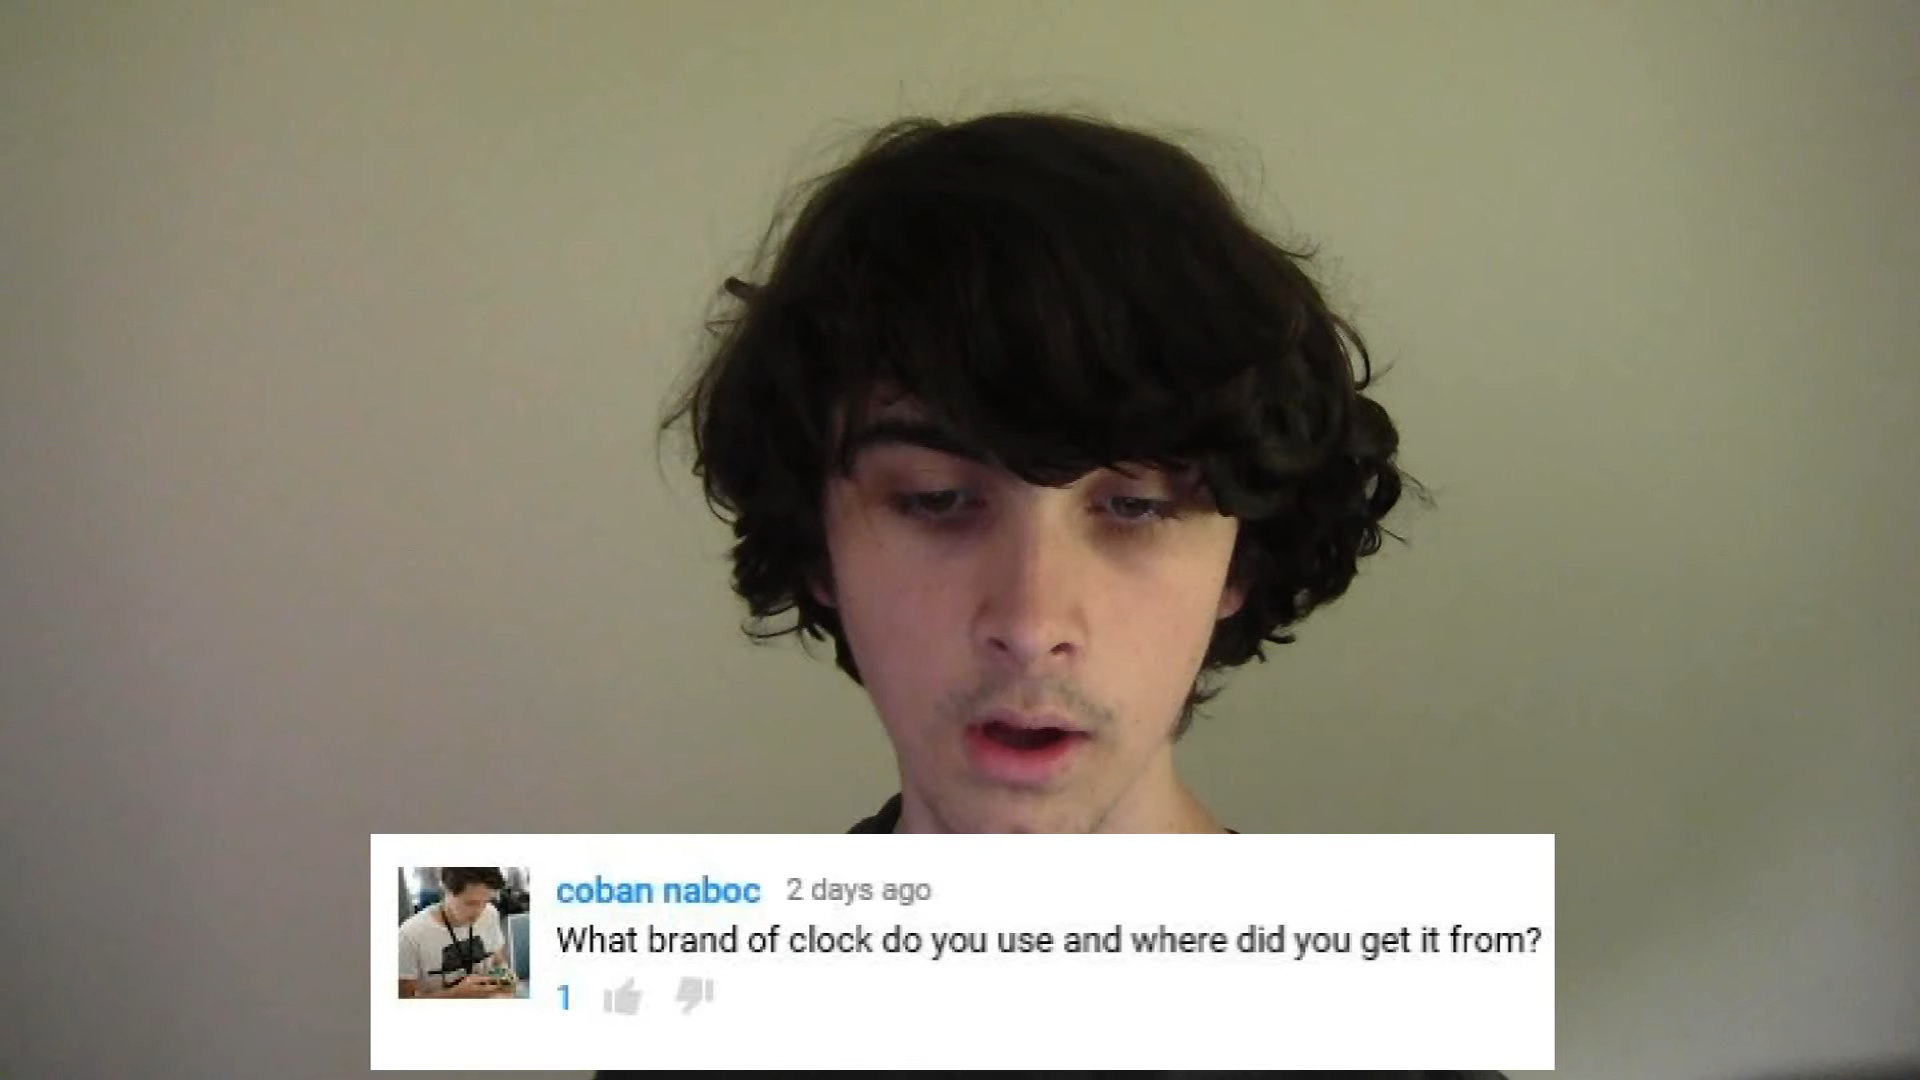 coban naboc 2 days ago
What brand of clock do you use and where did you get it from?
1